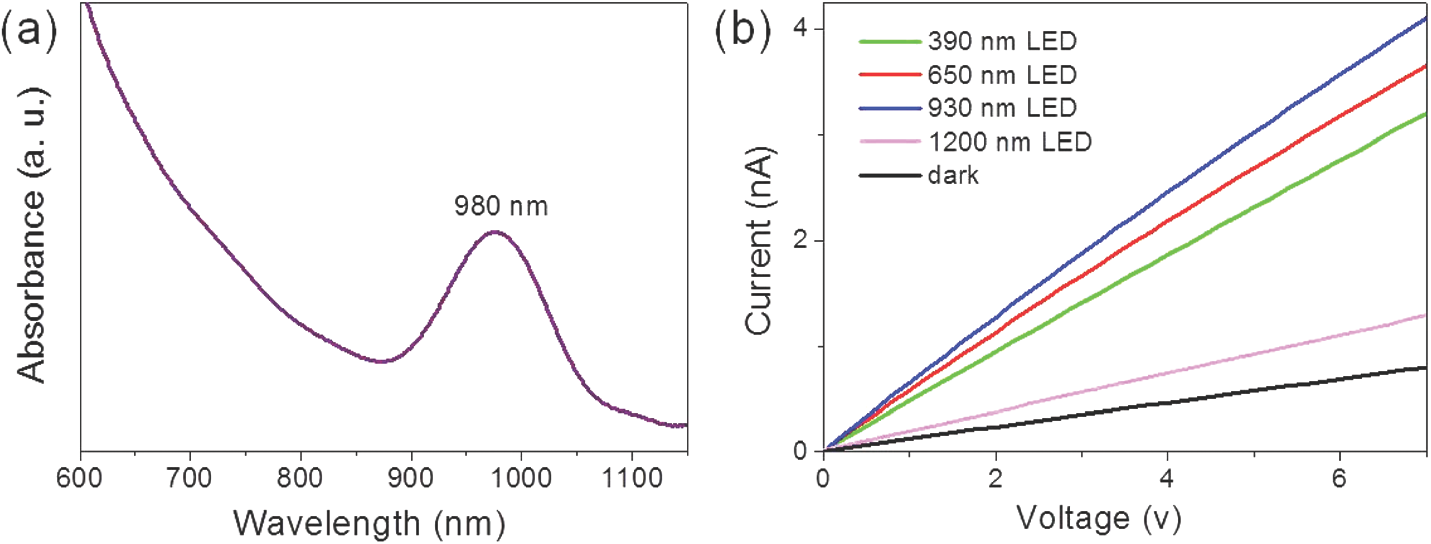 (a)
Absorbance (a. u.)
980 nm
600 700 800 900 1000 1100
Wavelength (nm)
(b)
Current (nA)
4
2
0
390 nm LED
650 nm LED
930 nm LED
1200 nm LED
dark
0 2 4 6
Voltage (v)